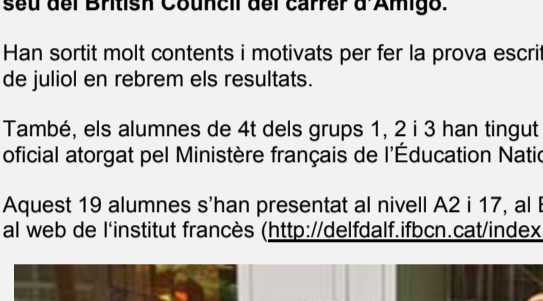 seu del British Council del carrer d'Amigó.
Han sortit molt contents i motivats per fer la prova escrit
de juliol en rebrem els resultats.
També, els alumnes de 4t dels grups 1, 2 i 3 han tingut
oficial atorgat pel Ministère français de l'Éducation Natio
Aquest 19 alumnes s'han presentat al nivell A2 i 17, al
al web de l'institut francès (http://delfdalf.ifbcn.cat/index